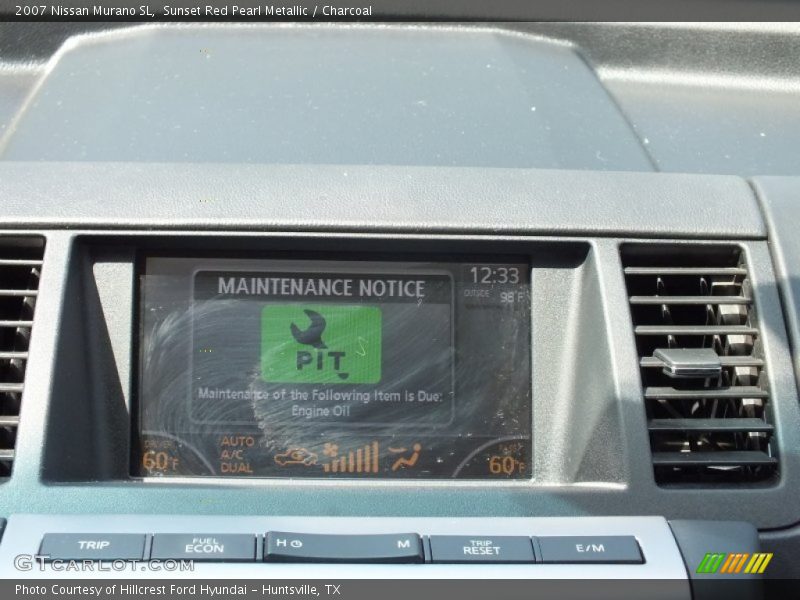 2007 Nissan Murano SL, Sunset Red Pearl Metallic / Charcoal
MAINTENANCE NOTICE
12:33
OUTSIDE 98°F
PIT
Maintenance of the Following Item Is Due:
Engine Oil
DRIVER
60°F
AUTO
A/C
DUAL
60°F
TRIP
FUEL
ECON
H
M
TRIP
RESET
E/M
GTCARLOT.COM
Photo Courtesy of Hillcrest Ford Hyundai – Huntsville, TX